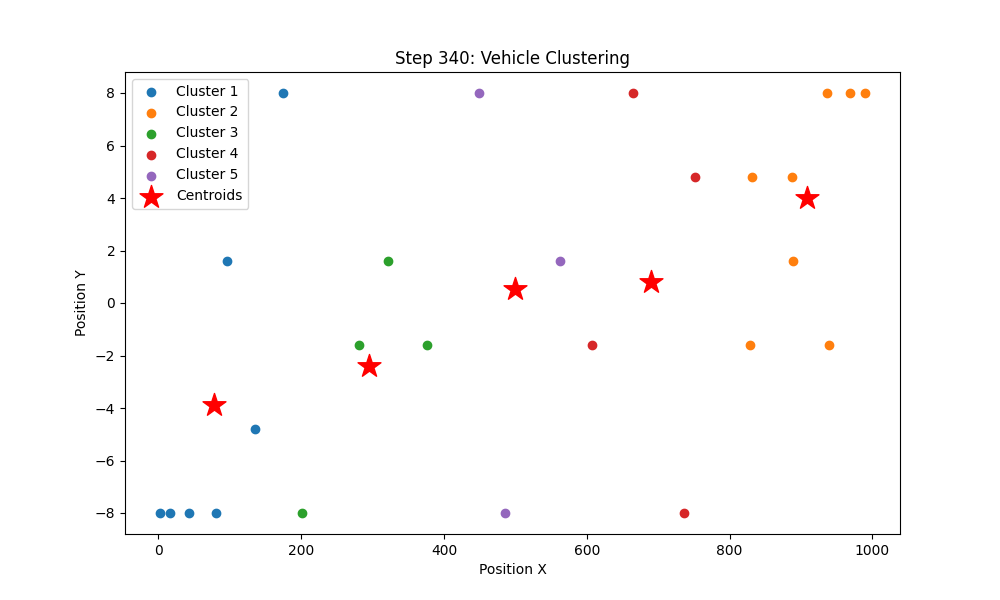 Step 340: Vehicle Clustering
Cluster 1
Cluster 2
Cluster 3
Cluster 4
Cluster 5
Centroids
Position Y
8
6
4
2
0
−2
−4
−6
−8
0 200 400 600 800 1000
Position X